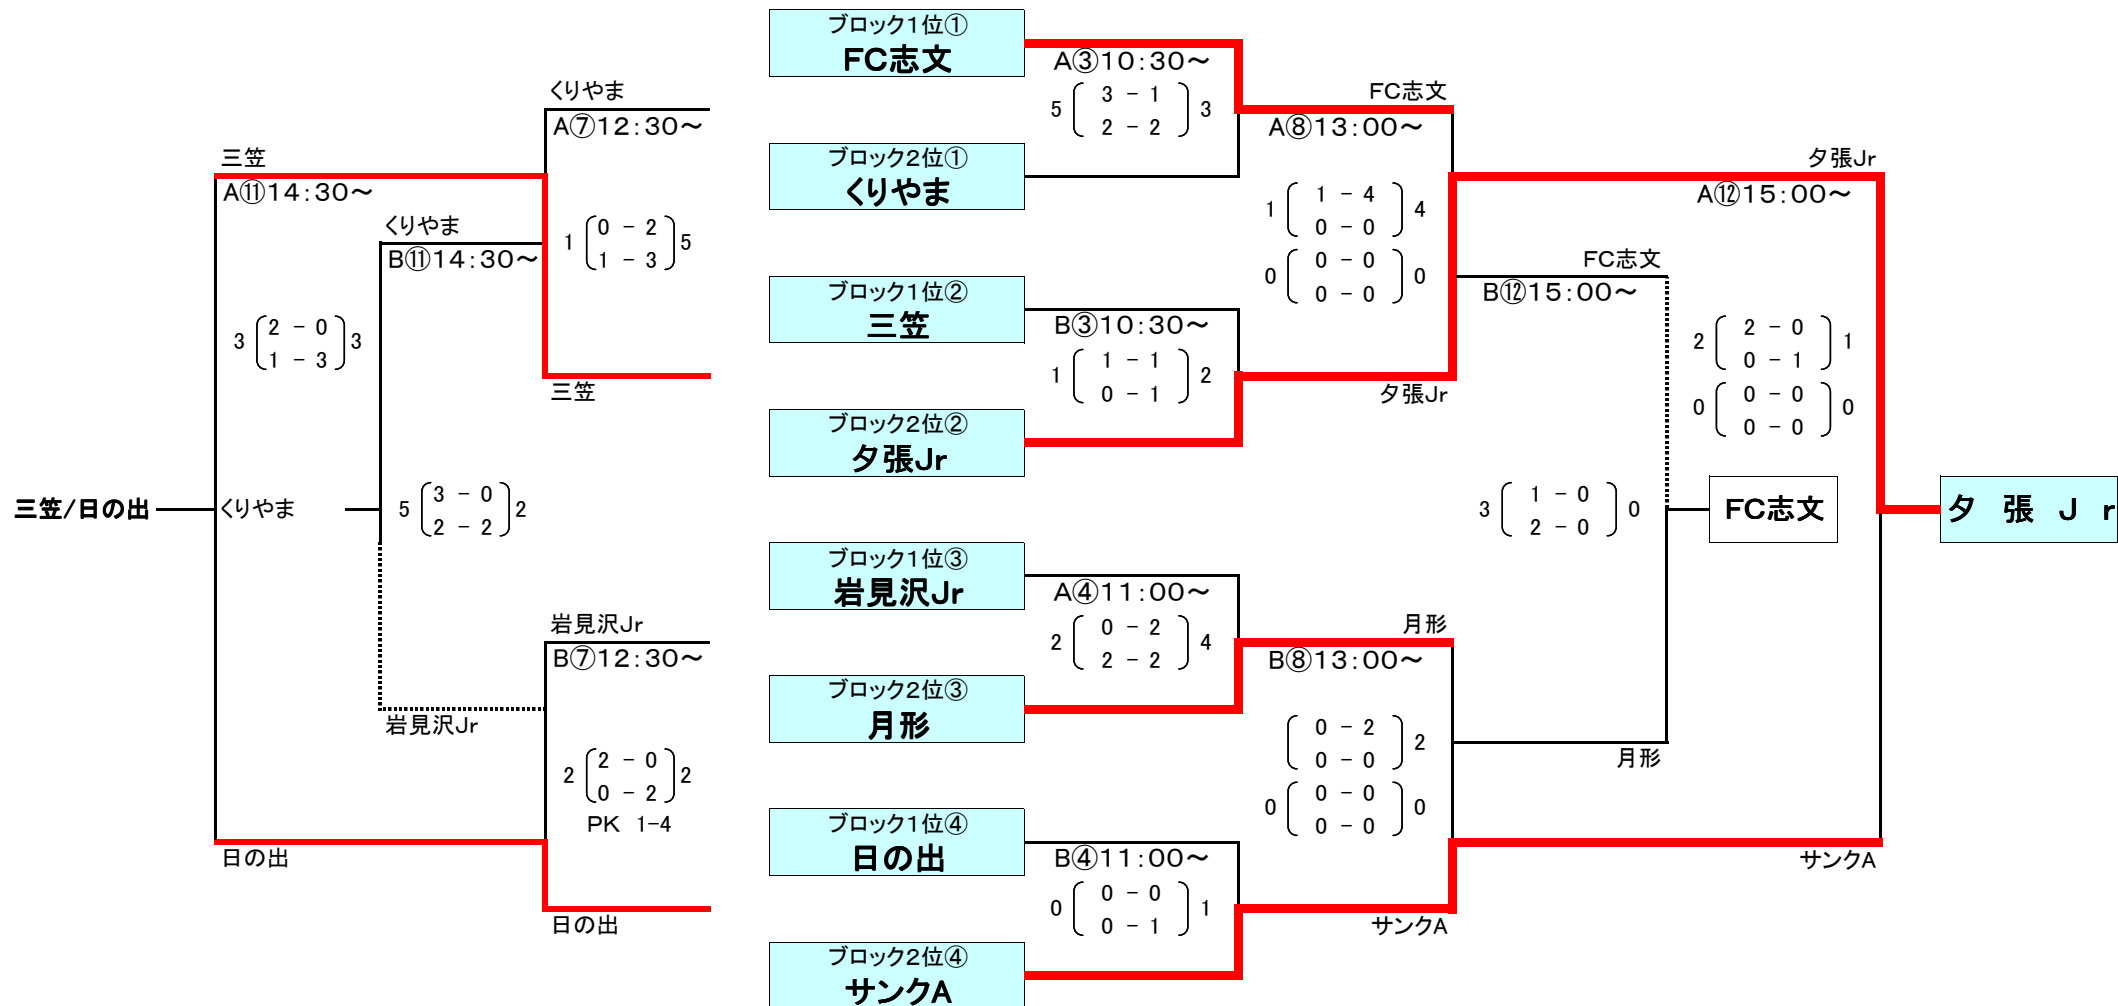 ブロック1位①
FC志文
A③10:30～
5 3 - 1 3
2 - 2
ブロック2位①
くりやま
FC志文
A⑧13:00～
1 1 - 4 4
0 - 0
0 0 - 0 0
0 - 0
ブロック1位②
三笠
B③10:30～
1 1 - 1 2
0 - 1
ブロック2位②
夕張Jr
夕張Jr
夕張Jr
A⑫15:00～
2 2 - 0 1
0 - 1
0 0 - 0 0
0 - 0
FC志文
B⑫15:00～
3 1 - 0 0
2 - 0
FC志文
夕 張 J r
ブロック1位③
岩見沢Jr
A④11:00～
2 0 - 2 4
2 - 2
ブロック2位③
月形
月形
B⑧13:00～
0 - 2 2
0 - 0
0 0 - 0 0
0 - 0
月形
ブロック1位④
日の出
B④11:00～
0 0 - 0 1
0 - 1
ブロック2位④
サンクA
サンクA
サンクA
くりやま
A⑦12:30～
1 0 - 2 5
1 - 3
三笠
三笠
A⑪14:30～
3 2 - 0 3
1 - 3
くりやま
B⑪14:30～
5 3 - 0 2
2 - 2
三笠/日の出
くりやま
岩見沢Jr
岩見沢Jr
B⑦12:30～
2 2 - 0 2
0 - 2
PK 1-4
日の出
日の出